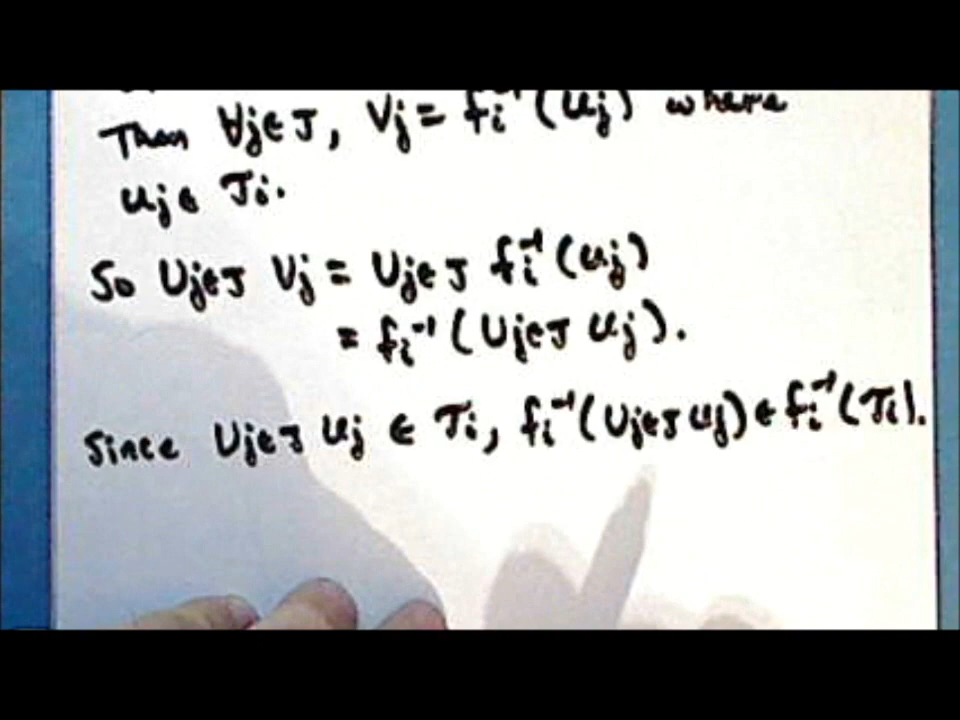 Then ∀j∈J, Vj = fi⁻¹(Uj) where
Uj∈ Ti.
So ∪j∈J Vj = ∪j∈J fi⁻¹(Uj)
= fi⁻¹(∪j∈J Uj).
Since ∪j∈J Uj ∈ Ti, fi⁻¹(∪j∈J Uj) ∈ fi⁻¹(Ti).